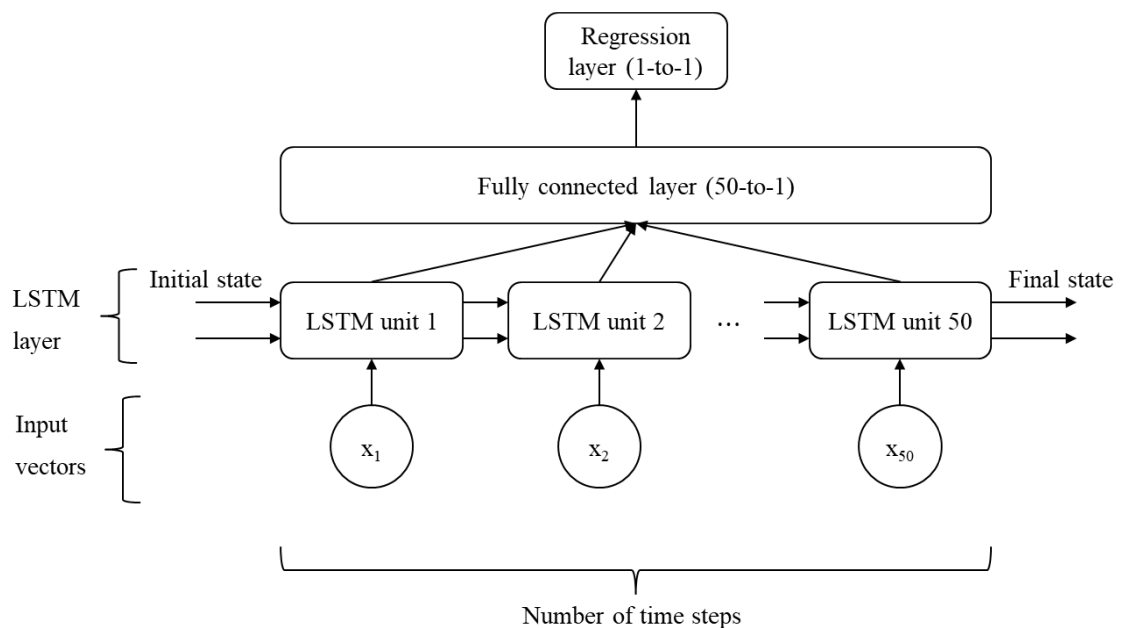 Regression
layer (1-to-1)
Fully connected layer (50-to-1)
LSTM
layer
Initial state
LSTM unit 1
LSTM unit 2
...
LSTM unit 50
Final state
Input
vectors
x₁
x₂
x₅₀
Number of time steps